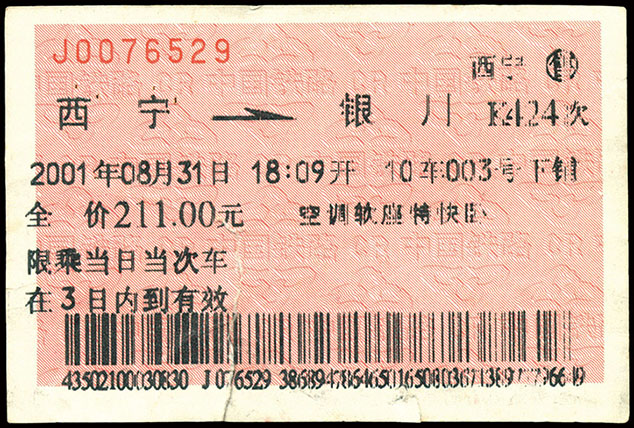 J0076529
西宁 售
西宁 → 银川 K424次
2001年08月31日 18:09开 10车003号下铺
全价211.00元 空调软座特快卧
限乘当日当次车
在3日内到有效
43502100030830 J076529